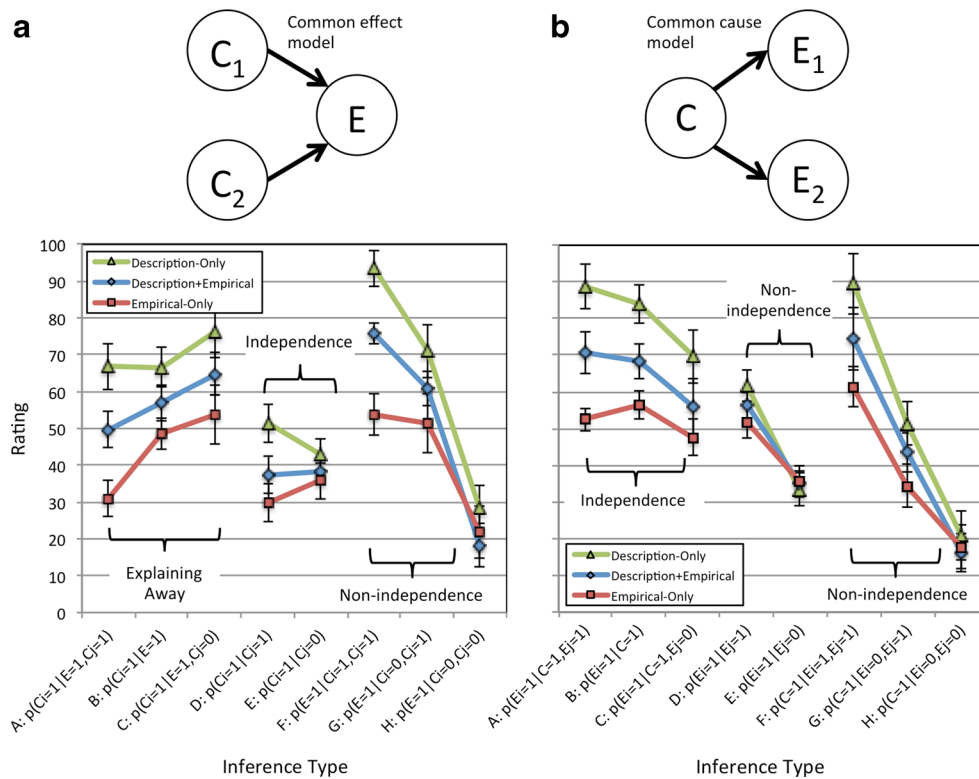 a
Common effect
model
C1
C2
E
100
90
80
70
60
50
40
30
20
10
0
Rating
Description-Only
Description+Empirical
Empirical-Only
Independence
Explaining
Away
Non-independence
A: p(Ci=1 | E=1,Cj=1)
B: p(Ci=1 | E=1)
C: p(Ci=1 | E=1,Cj=0)
D: p(Ci=1 | Cj=1)
E: p(Ci=1 | Cj=0)
F: p(E=1 | Ci=1,Cj=1)
G: p(E=1 | Ci=0,Cj=1)
H: p(E=1 | Ci=0,Cj=0)
Inference Type
b
Common cause
model
C
E1
E2
Non-
independence
Independence
Description-Only
Description+Empirical
Empirical-Only
Non-independence
A: p(Ei=1 | C=1,Ej=1)
B: p(Ei=1 | C=1)
C: p(Ei=1 | C=1,Ej=0)
D: p(Ei=1 | Ej=1)
E: p(Ei=1 | Ej=0)
F: p(C=1 | Ei=1,Ej=1)
G: p(C=1 | Ei=0,Ej=1)
H: p(C=1 | Ei=0,Ej=0)
Inference Type